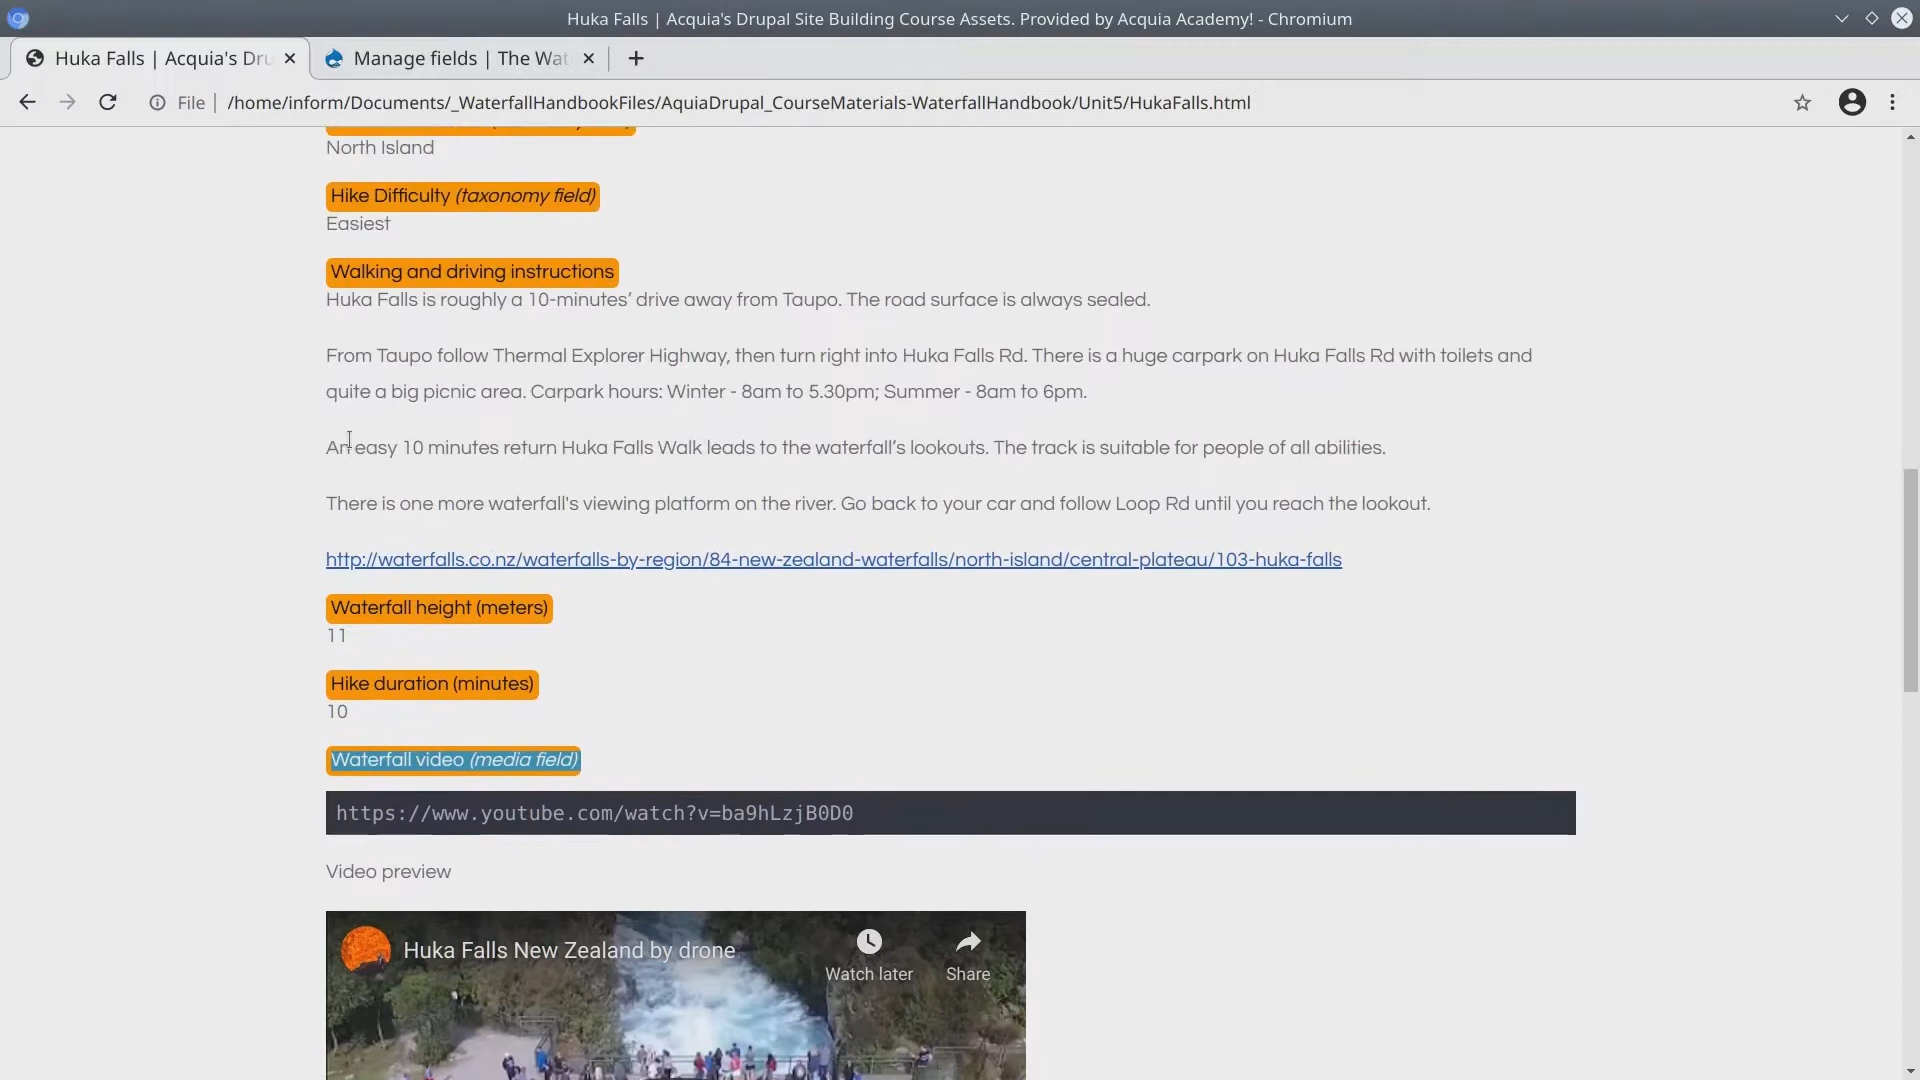 Huka Falls | Acquia's Drupal Site Building Course Assets. Provided by Acquia Academy! - Chromium
Huka Falls | Acquia's Dru
Manage fields | The Wat
File
/home/inform/Documents/_WaterfallHandbookFiles/AquiaDrupal_CourseMaterials-WaterfallHandbook/Unit5/HukaFalls.html
North Island
Hike Difficulty (taxonomy field)
Easiest
Walking and driving instructions
Huka Falls is roughly a 10-minutes’ drive away from Taupo. The road surface is always sealed.
From Taupo follow Thermal Explorer Highway, then turn right into Huka Falls Rd. There is a huge carpark on Huka Falls Rd with toilets and
quite a big picnic area. Carpark hours: Winter - 8am to 5.30pm; Summer - 8am to 6pm.
An easy 10 minutes return Huka Falls Walk leads to the waterfall’s lookouts. The track is suitable for people of all abilities.
There is one more waterfall's viewing platform on the river. Go back to your car and follow Loop Rd until you reach the lookout.
http://waterfalls.co.nz/waterfalls-by-region/84-new-zealand-waterfalls/north-island/central-plateau/103-huka-falls
Waterfall height (meters)
11
Hike duration (minutes)
10
Waterfall video (media field)
https://www.youtube.com/watch?v=ba9hLzjB0D0
Video preview
Huka Falls New Zealand by drone
Watch later
Share